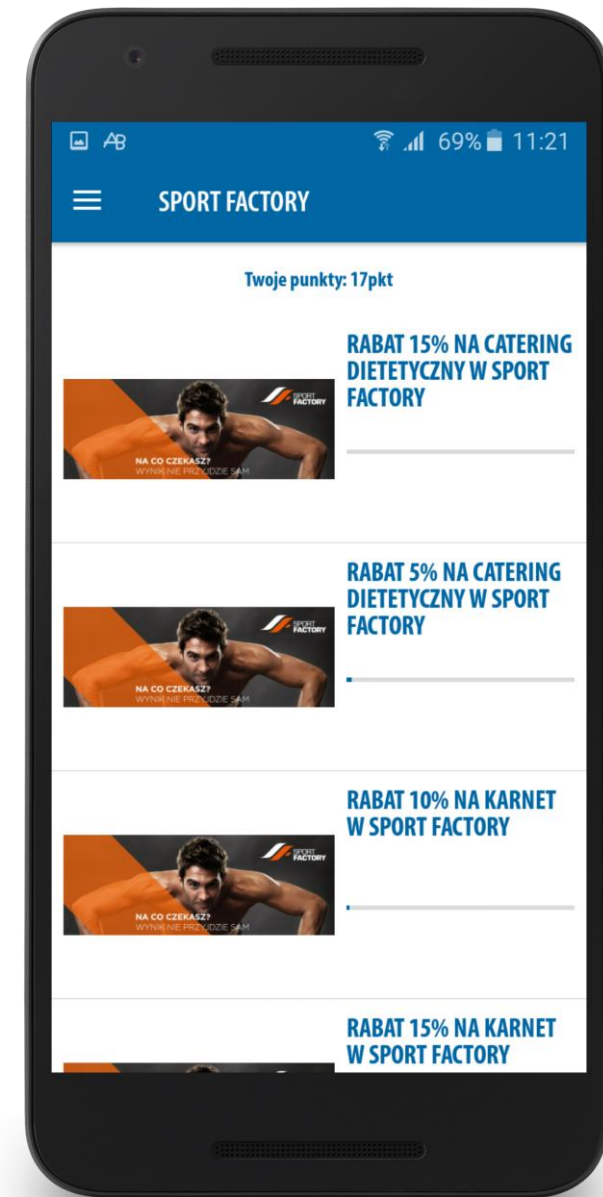 AB 69% 11:21
SPORT FACTORY
Twoje punkty: 17pkt
RABAT 15% NA CATERING
DIETETYCZNY W SPORT
FACTORY
SPORT
FACTORY
NA CO CZEKASZ?
WYNIK NIE PRZYJDZIE SAM
RABAT 5% NA CATERING
DIETETYCZNY W SPORT
FACTORY
SPORT
FACTORY
NA CO CZEKASZ?
WYNIK NIE PRZYJDZIE SAM
RABAT 10% NA KARNET
W SPORT FACTORY
SPORT
FACTORY
NA CO CZEKASZ?
WYNIK NIE PRZYJDZIE SAM
RABAT 15% NA KARNET
W SPORT FACTORY